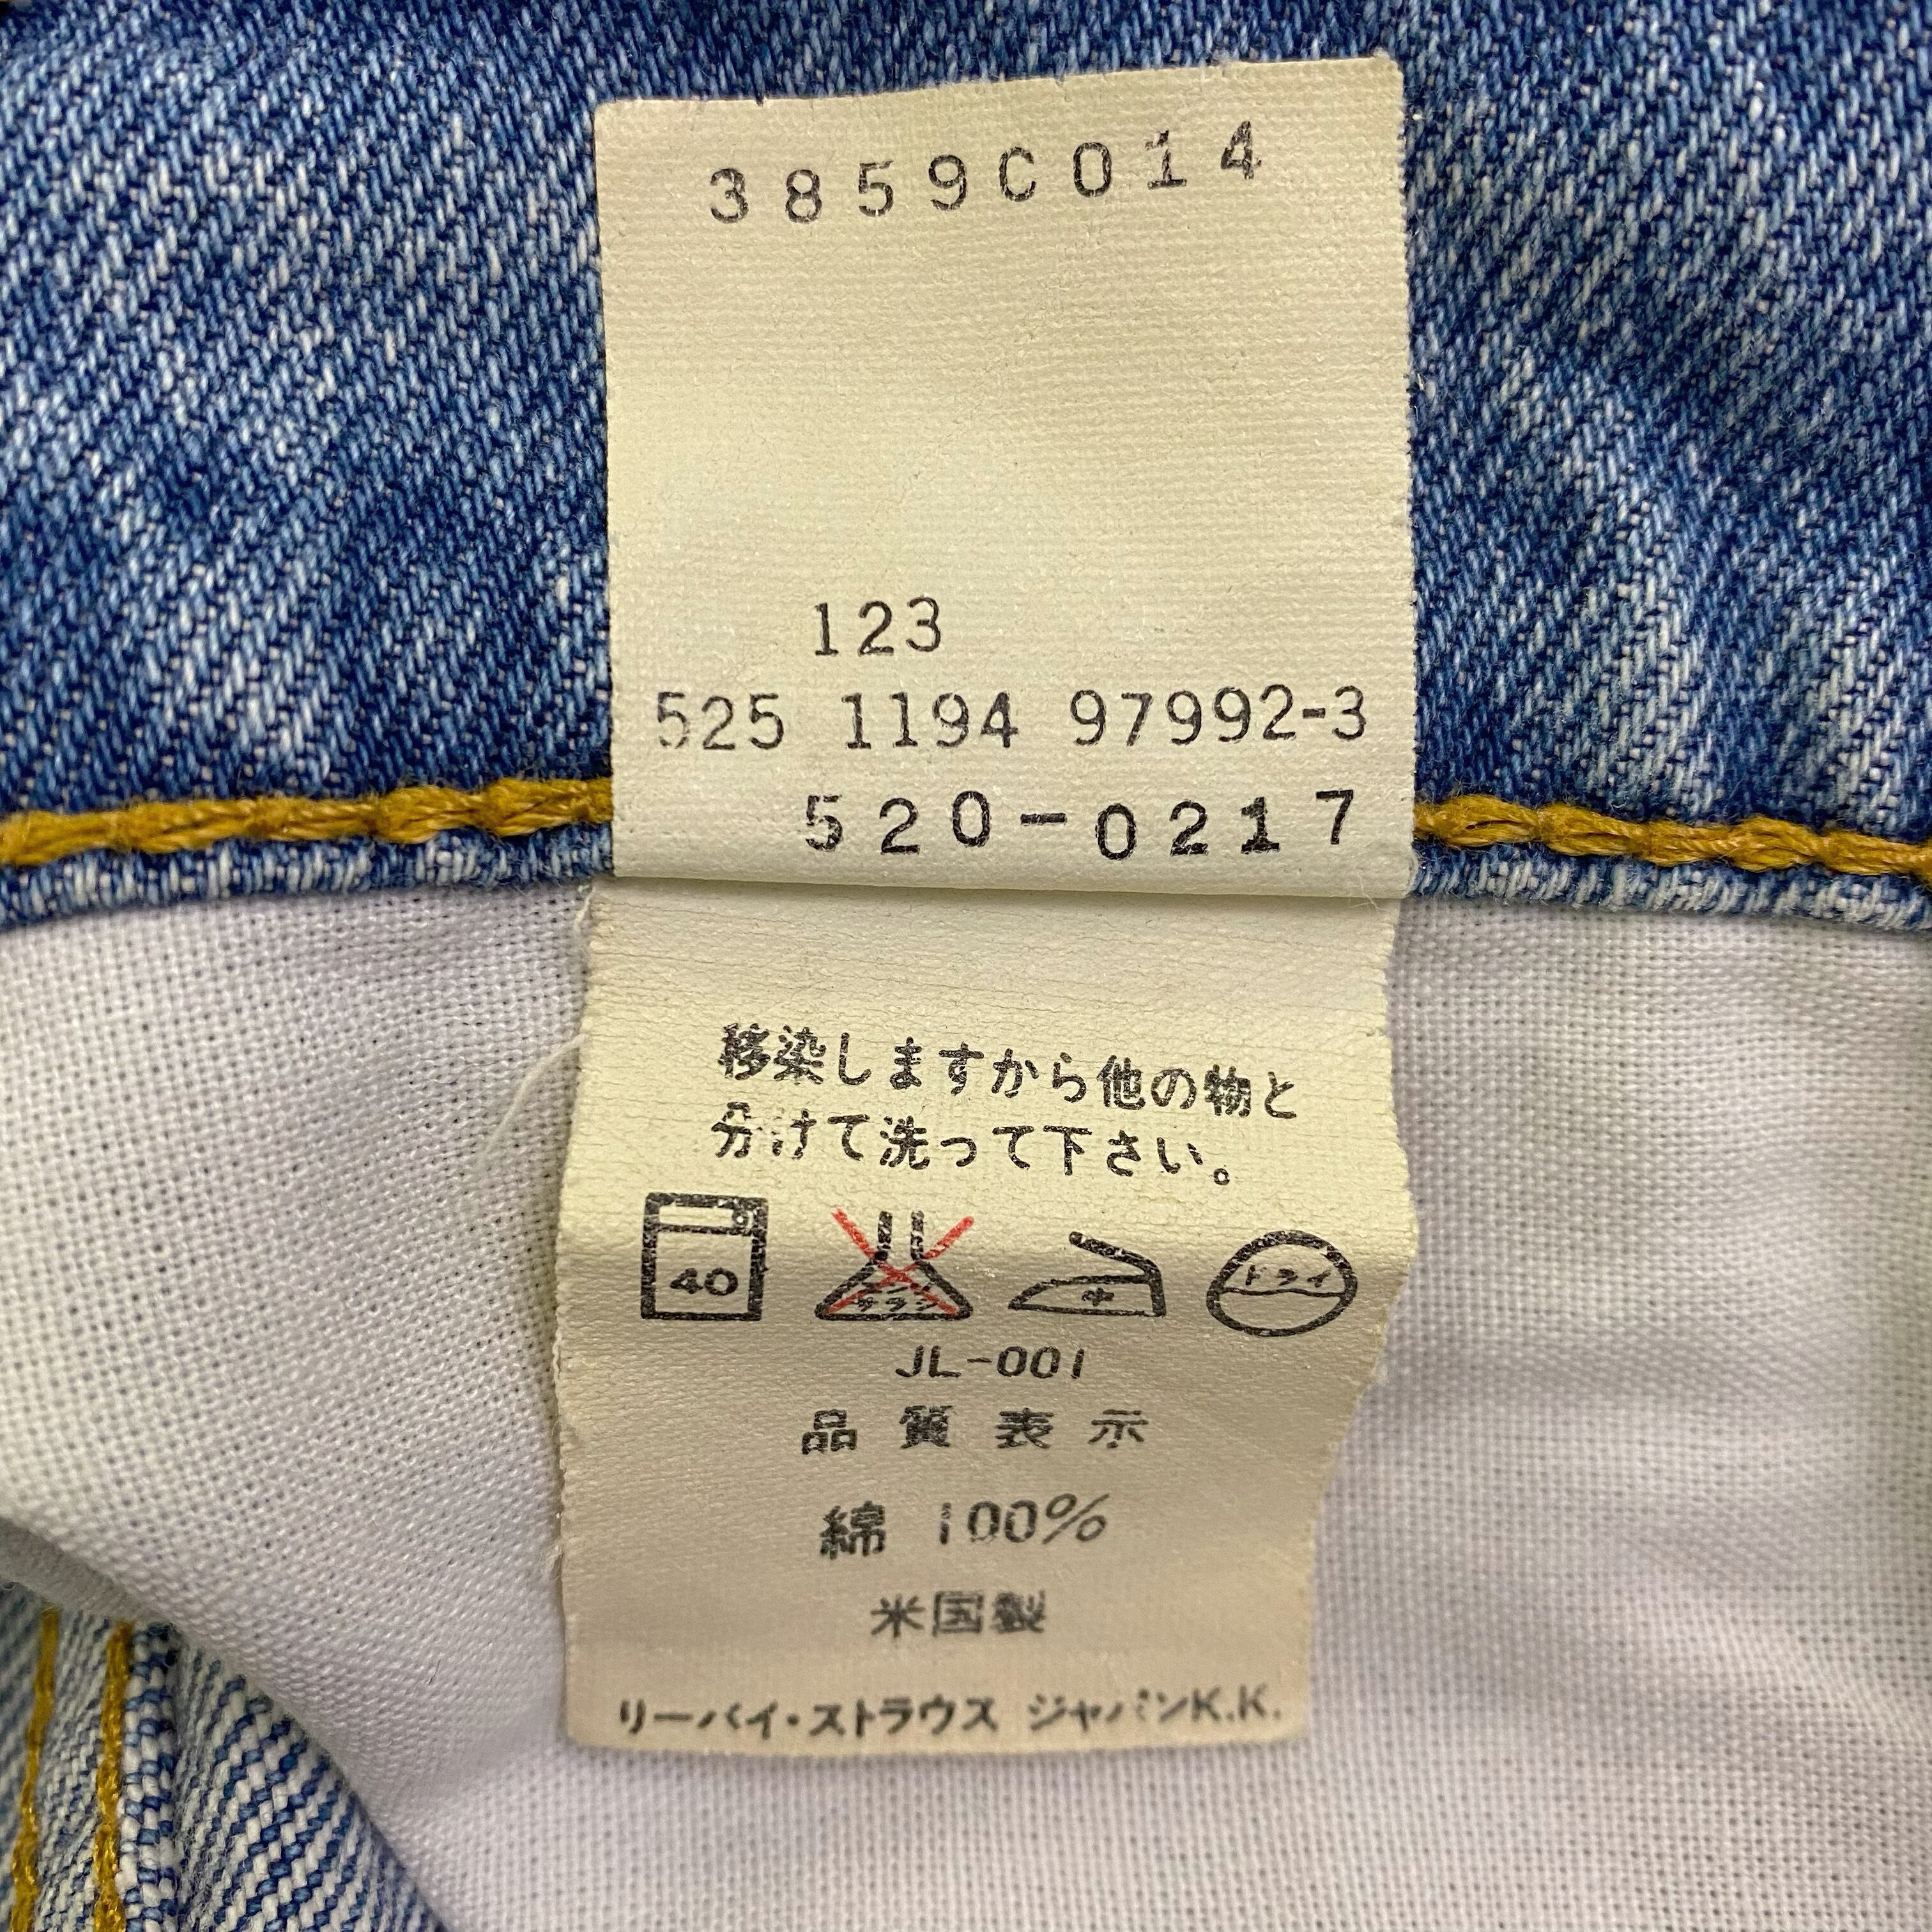 3859C014
123
525 1194 97992-3
520-0217
移染しますから他の物と
分けて洗って下さい。
40 中 ドライ
JL-001
品質表示
綿 100%
米国製
リーバイ・ストラウス ジャパンK.K.